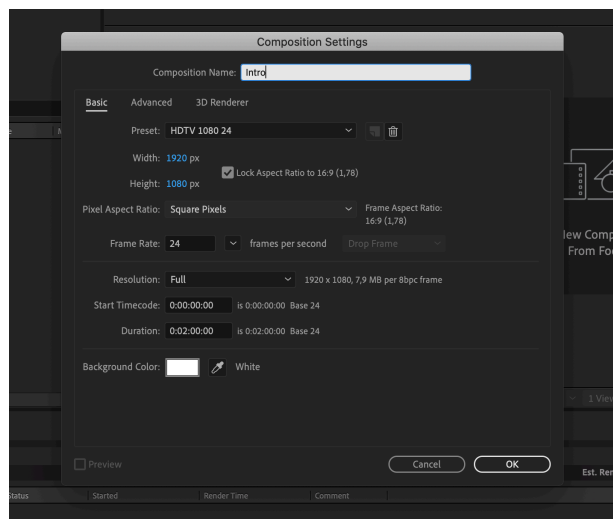 Composition Settings
Composition Name: Intro
Basic Advanced 3D Renderer
Preset: HDTV 1080 24
Width: 1920 px
Lock Aspect Ratio to 16:9 (1,78)
Height: 1080 px
Pixel Aspect Ratio: Square Pixels
Frame Aspect Ratio:
16:9 (1,78)
Frame Rate: 24 frames per second Drop Frame
Resolution: Full 1920 x 1080, 7,9 MB per 8bpc frame
Start Timecode: 0:00:00:00 is 0:00:00:00 Base 24
Duration: 0:02:00:00 is 0:02:00:00 Base 24
Background Color: White
Preview Cancel OK
lew Comp
From Foo
1 View
Est. Ren
Status Started Render Time Comment